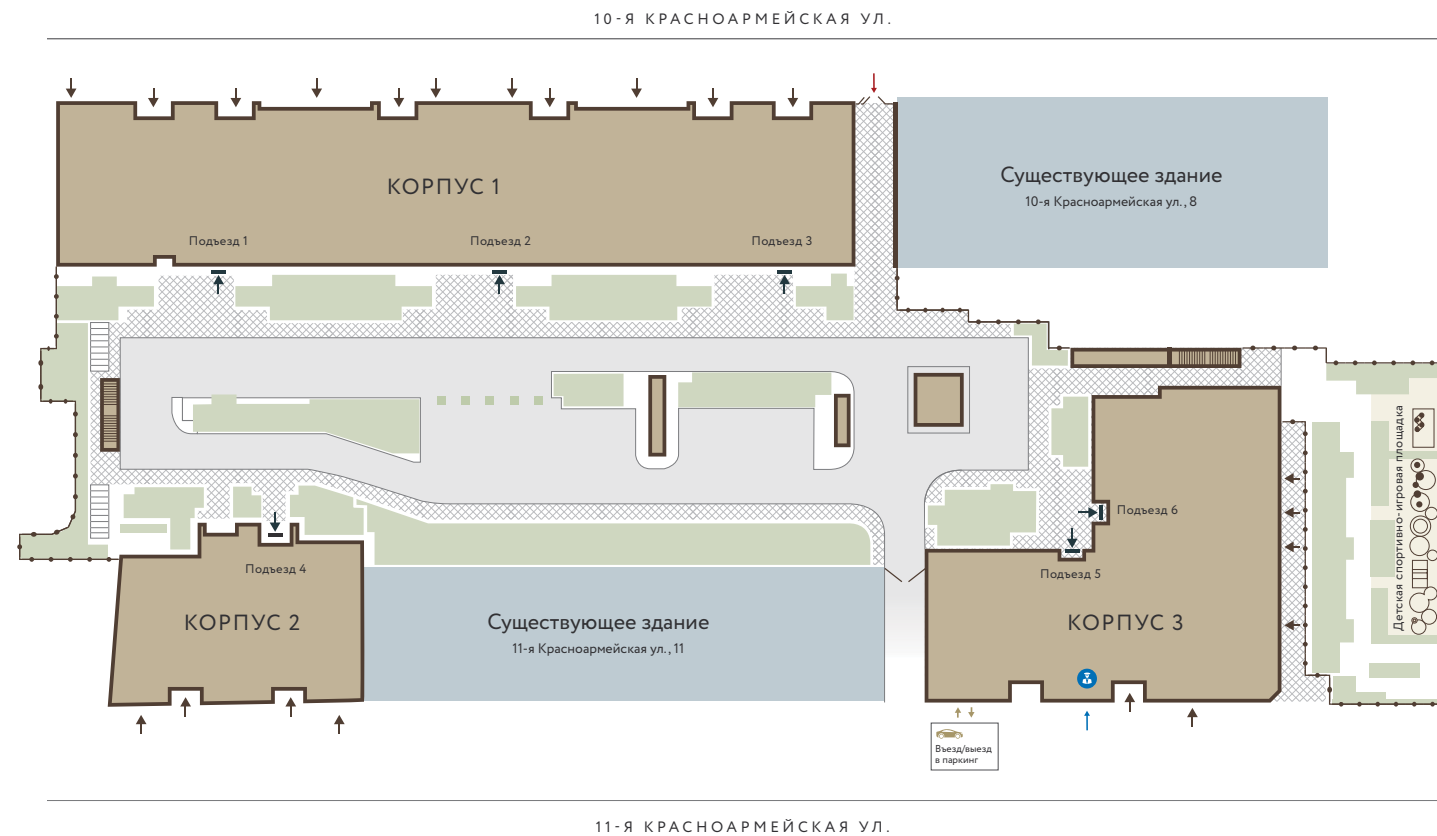 10-Я КРАСНОАРМЕЙСКАЯ УЛ.
КОРПУС 1
Существующее здание
10-я Красноармейская ул., 8
Подъезд 1
Подъезд 2
Подъезд 3
Детская спортивно-игровая площадка
Подъезд 6
Подъезд 4
Подъезд 5
КОРПУС 2
Существующее здание
11-я Красноармейская ул., 11
КОРПУС 3
Въезд/выезд
в паркинг
11-Я КРАСНОАРМЕЙСКАЯ УЛ.